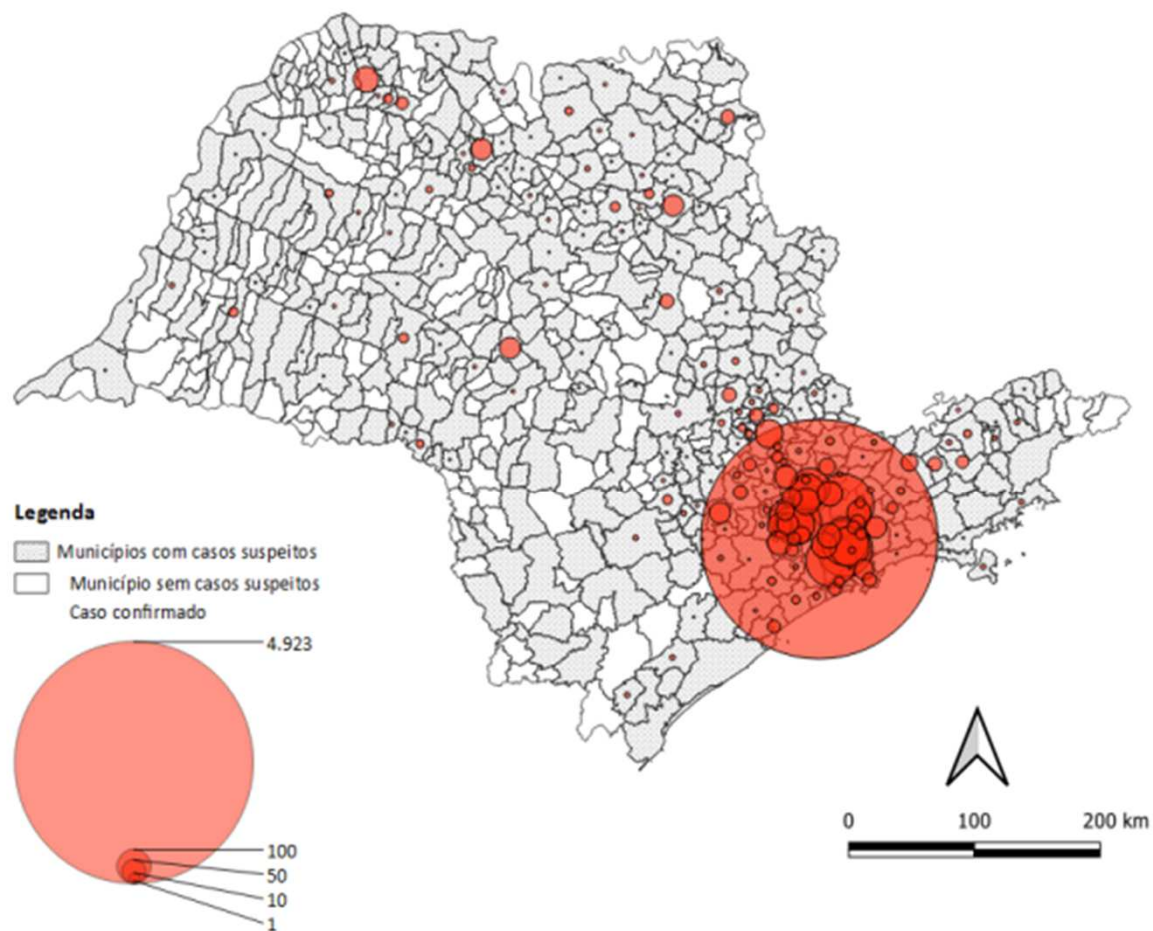 Legenda
Municípios com casos suspeitos
Município sem casos suspeitos
Caso confirmado
4.923
100
50
10
1
0 100 200 km